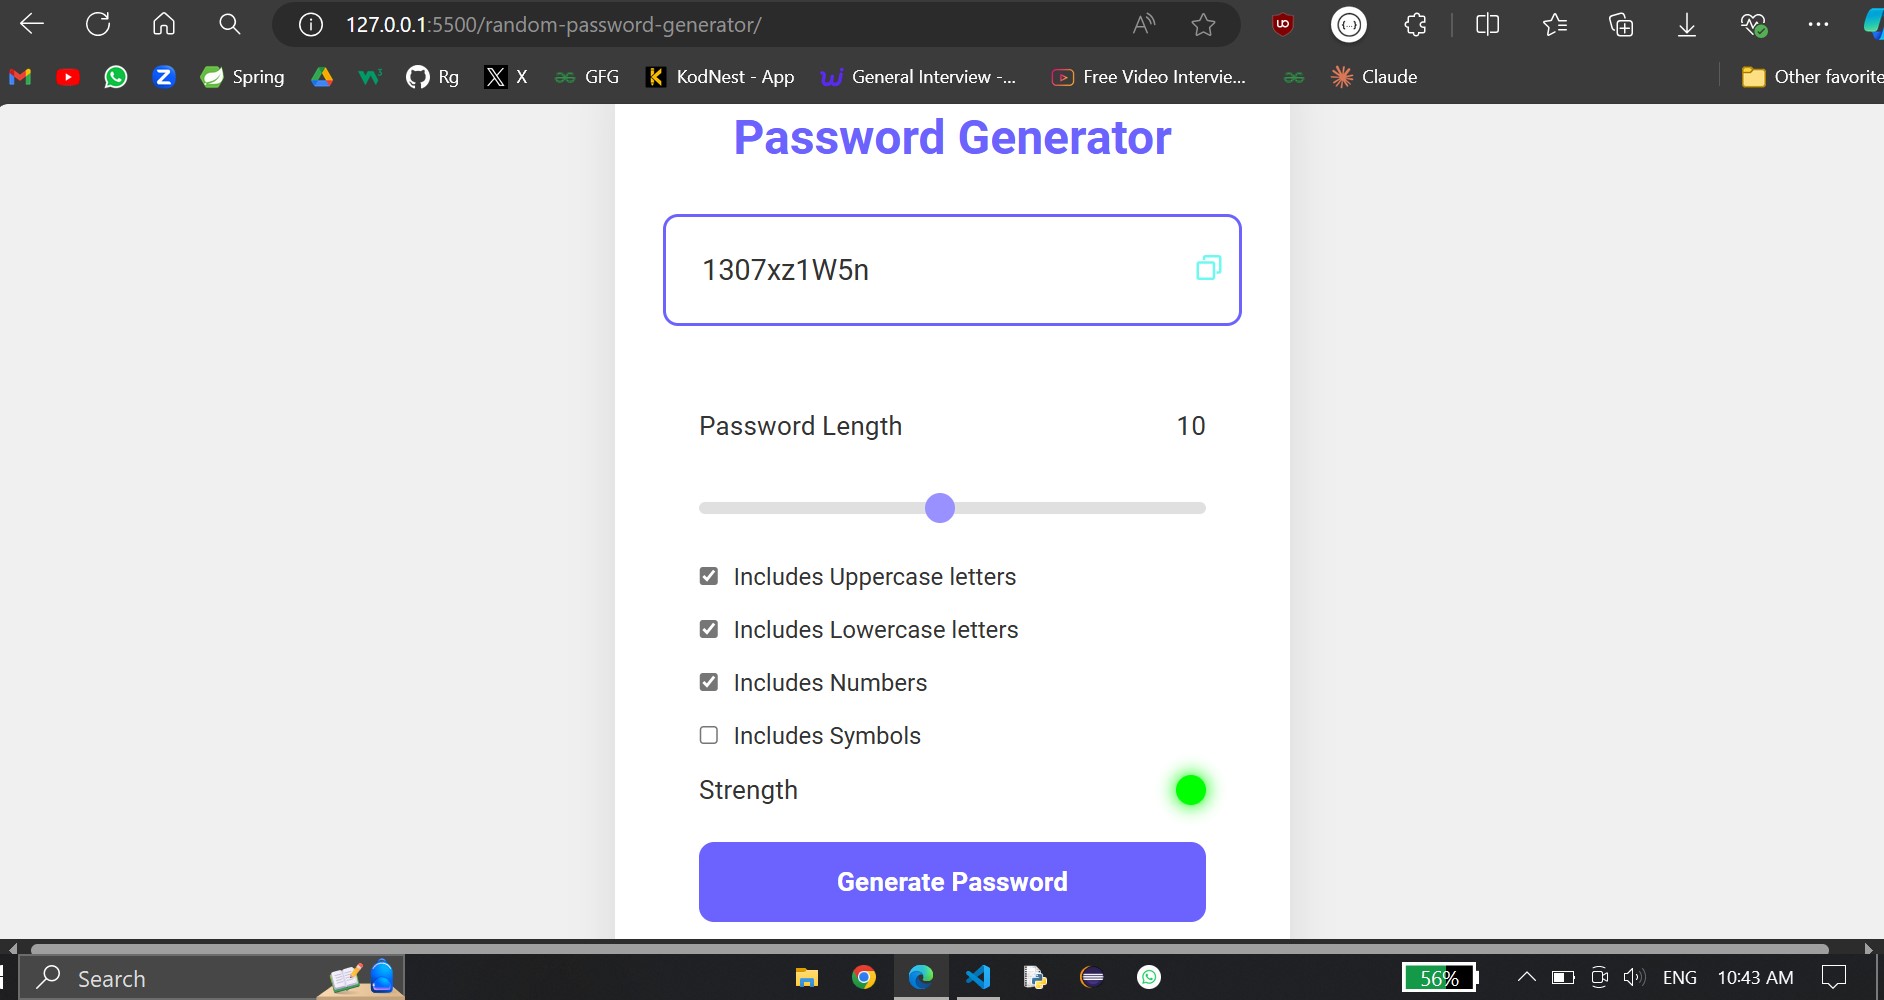 127.0.0.1:5500/random-password-generator/
Spring Rg X GFG KodNest - App General Interview -... Free Video Intervie... Claude Other favorite
Password Generator
1307xz1W5n
Password Length 10
Includes Uppercase letters
Includes Lowercase letters
Includes Numbers
Includes Symbols
Strength
Generate Password
Search 56% ENG 10:43 AM